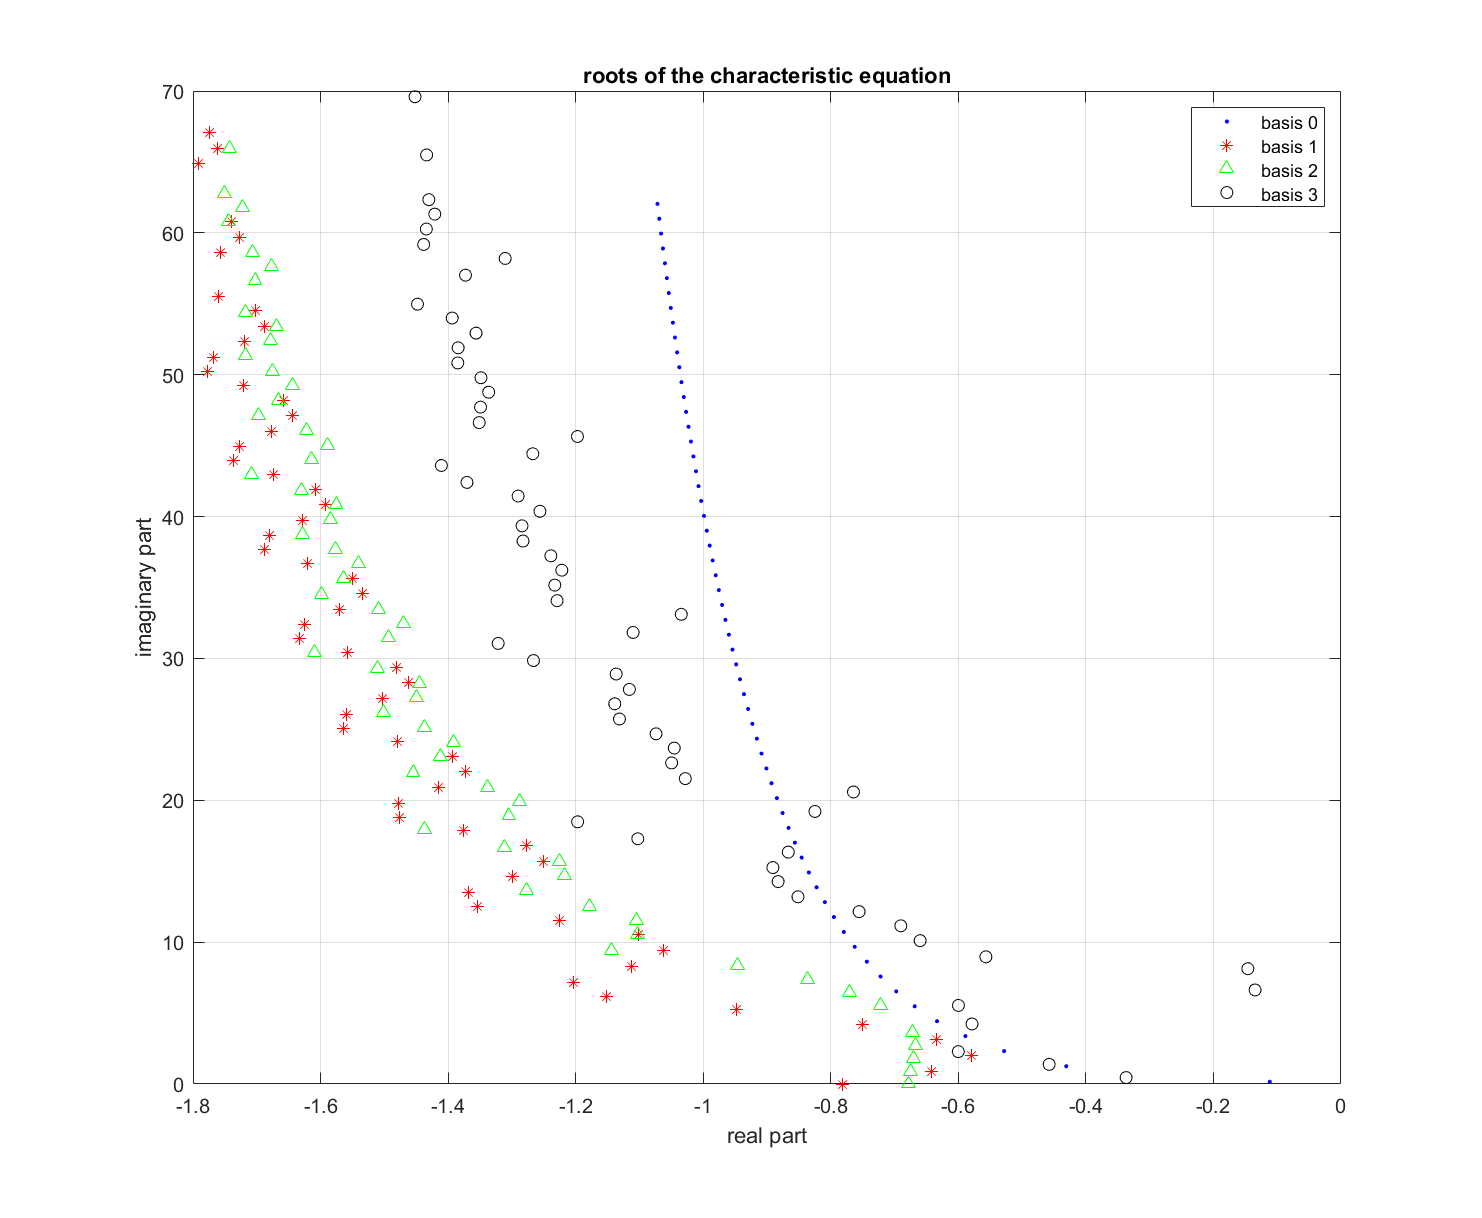 roots of the characteristic equation
basis 0
basis 1
basis 2
basis 3
70
60
50
40
30
20
10
0
imaginary part
-1.8 -1.6 -1.4 -1.2 -1 -0.8 -0.6 -0.4 -0.2 0
real part